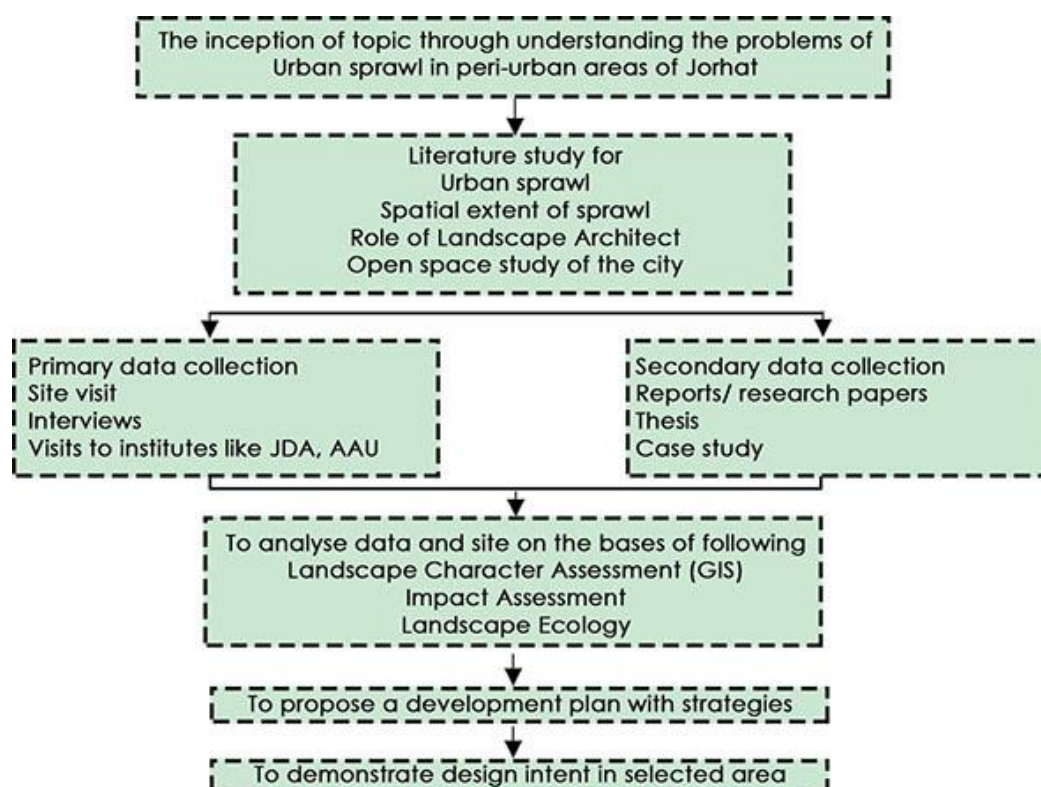 The inception of topic through understanding the problems of
Urban sprawl in peri-urban areas of Jorhat
Literature study for
Urban sprawl
Spatial extent of sprawl
Role of Landscape Architect
Open space study of the city
Primary data collection
Site visit
Interviews
Visits to institutes like JDA, AAU
Secondary data collection
Reports/ research papers
Thesis
Case study
To analyse data and site on the bases of following
Landscape Character Assessment (GIS)
Impact Assessment
Landscape Ecology
To propose a development plan with strategies
To demonstrate design intent in selected area